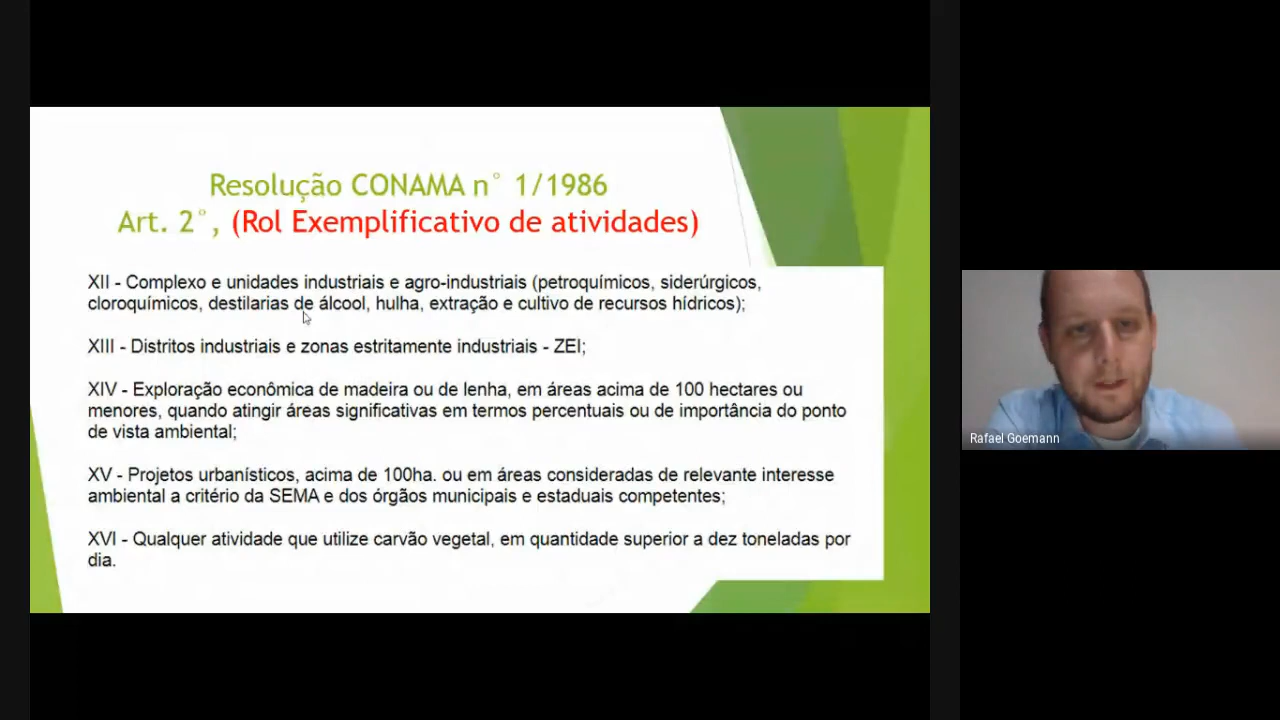 Resolução CONAMA n° 1/1986
Art. 2°, (Rol Exemplificativo de atividades)
XII - Complexo e unidades industriais e agro-industriais (petroquímicos, siderúrgicos,
cloroquímicos, destilarias de álcool, hulha, extração e cultivo de recursos hídricos);
XIII - Distritos industriais e zonas estritamente industriais - ZEI;
XIV - Exploração econômica de madeira ou de lenha, em áreas acima de 100 hectares ou
menores, quando atingir áreas significativas em termos percentuais ou de importância do ponto
de vista ambiental;
XV - Projetos urbanísticos, acima de 100ha. ou em áreas consideradas de relevante interesse
ambiental a critério da SEMA e dos órgãos municipais e estaduais competentes;
XVI - Qualquer atividade que utilize carvão vegetal, em quantidade superior a dez toneladas por
dia.
Rafael Goemann